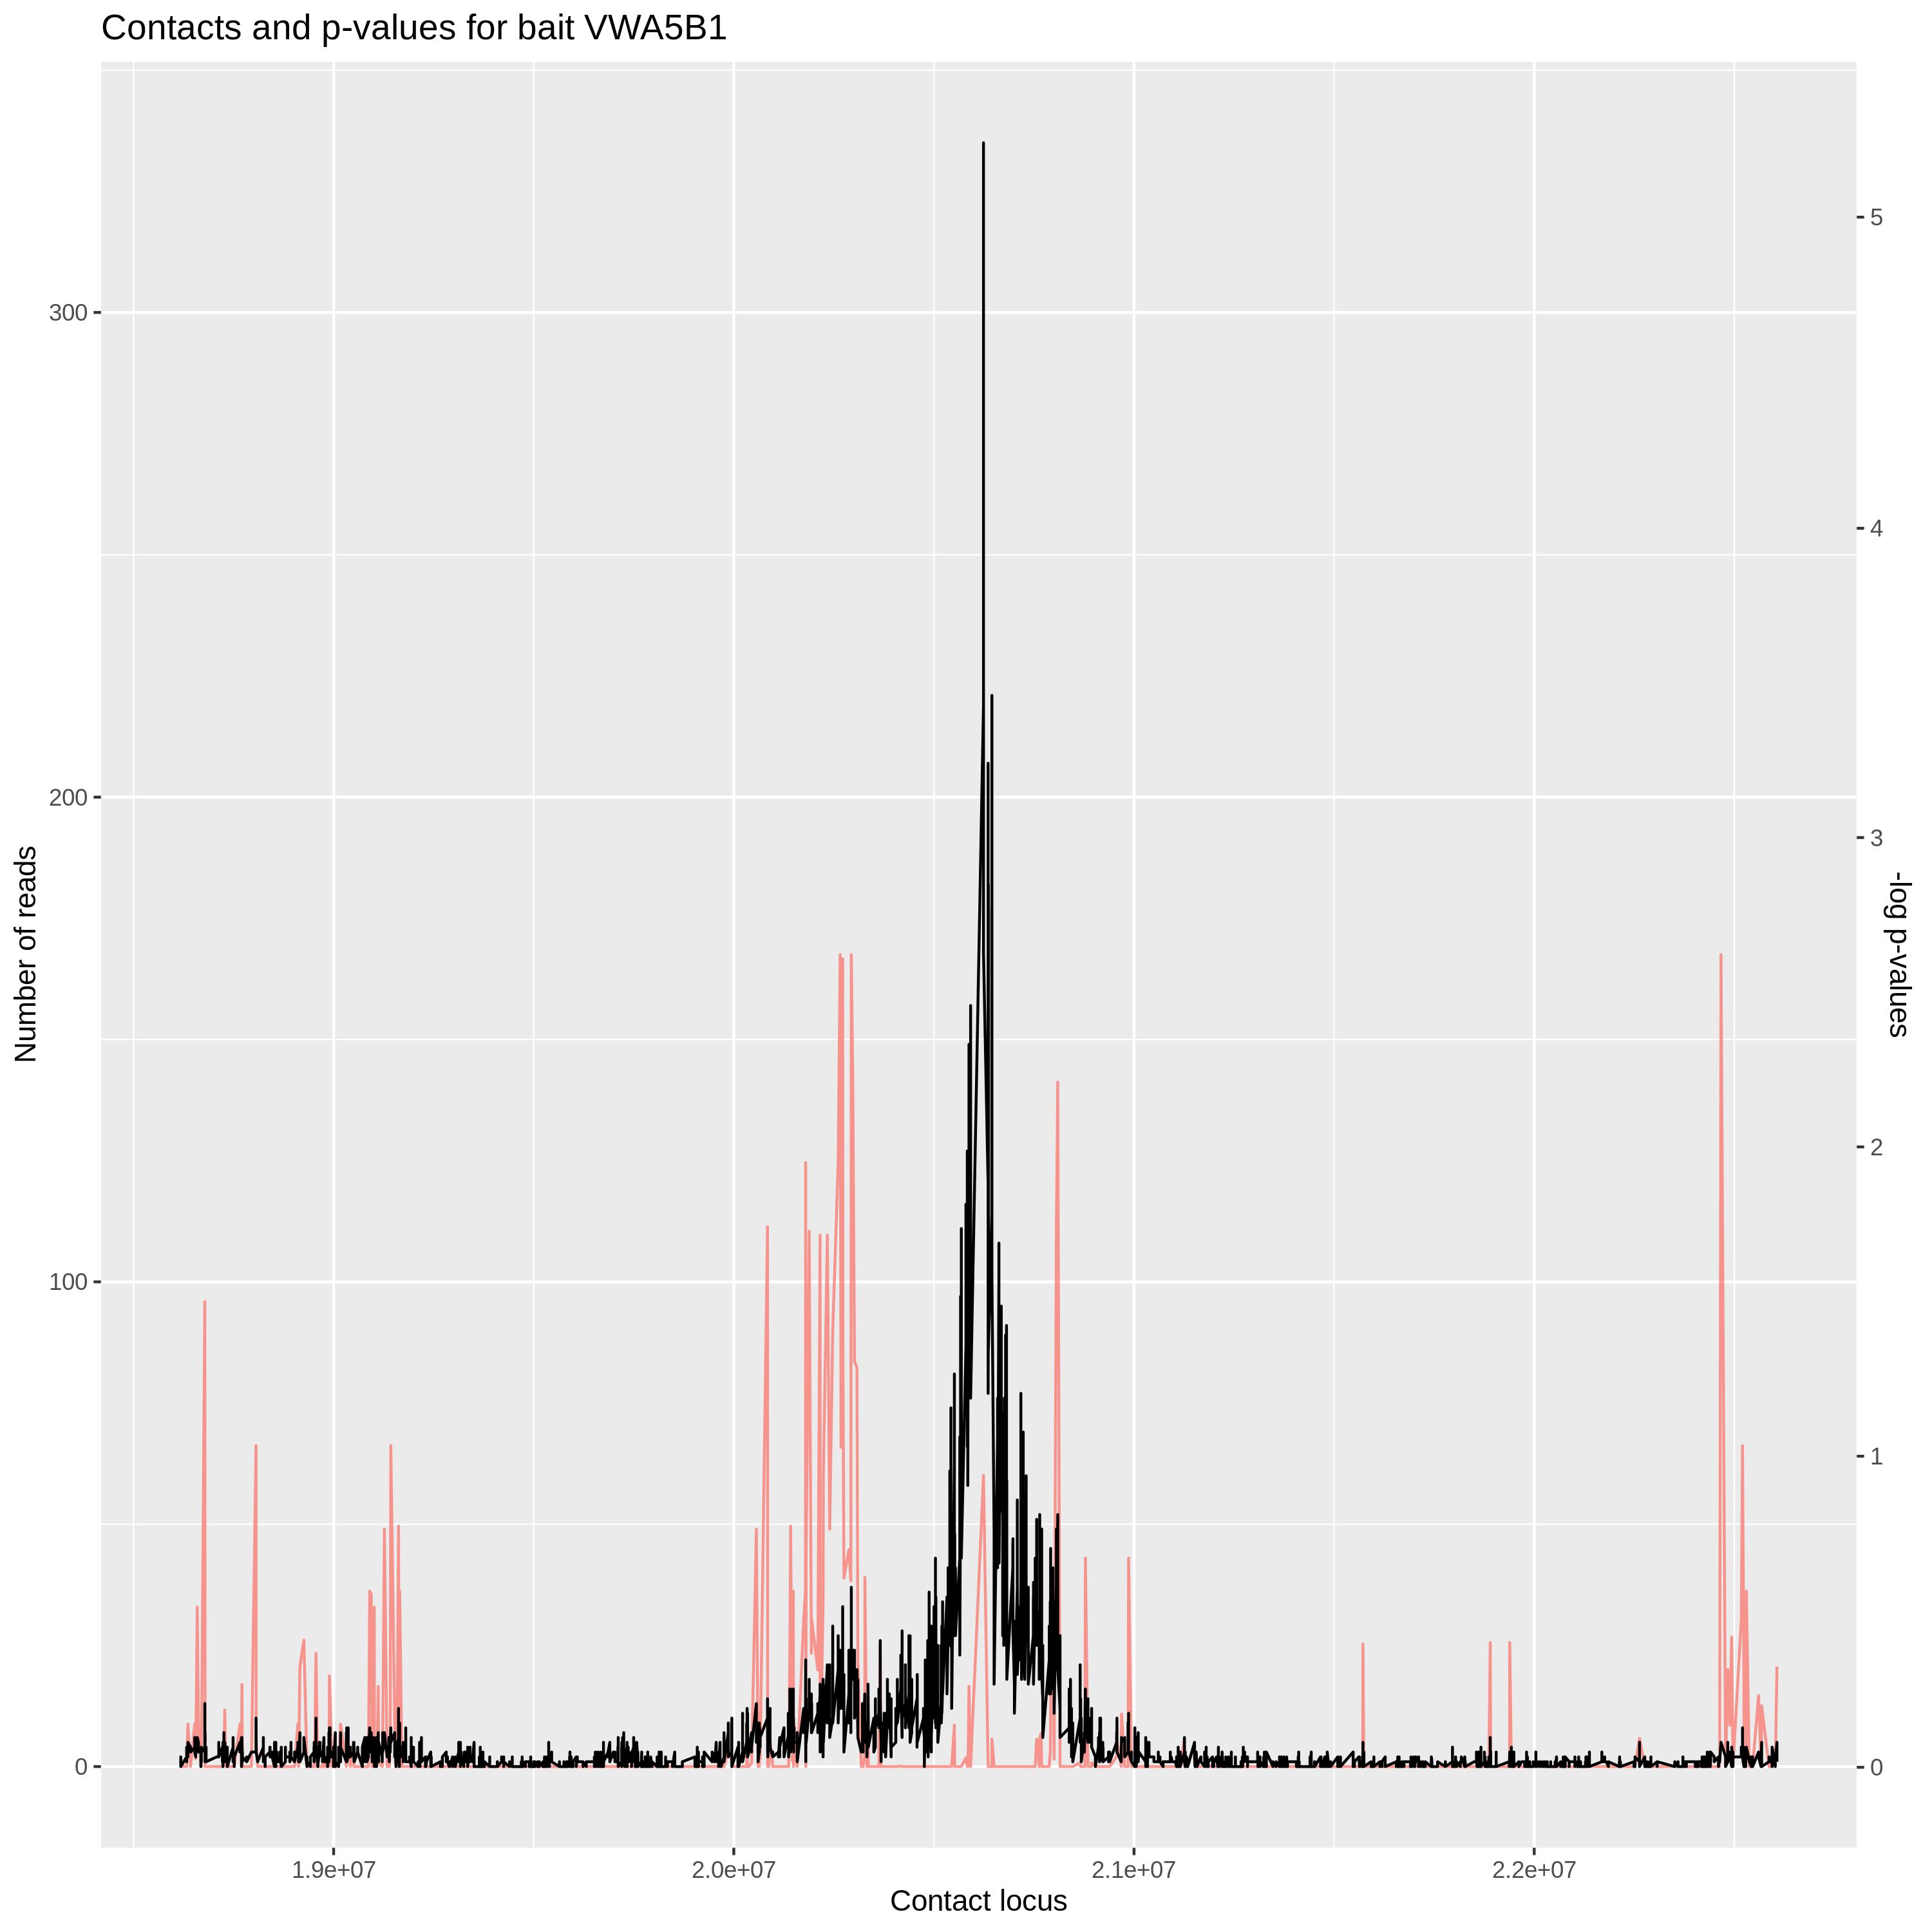 Contacts and p-values for bait VWA5B1
Number of reads
300
200
100
0
5
4
3
2
1
0
-log p-values
1.9e+07
2.0e+07
2.1e+07
2.2e+07
Contact locus